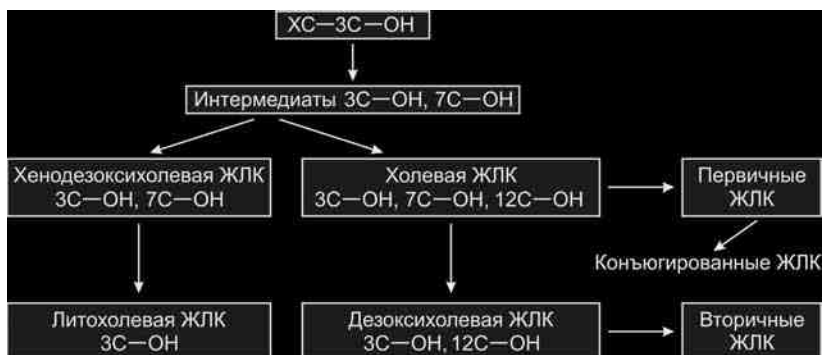 ХС—3С—ОН
Интермедиаты 3С—ОН, 7С—ОН
Хенодезоксихолевая ЖЛК
3С—ОН, 7С—ОН
Холевая ЖЛК
3С—ОН, 7С—ОН, 12С—ОН
Первичные
ЖЛК
Конъюгированные ЖЛК
Литохолевая ЖЛК
3С—ОН
Дезоксихолевая ЖЛК
3С—ОН, 12С—ОН
Вторичные
ЖЛК